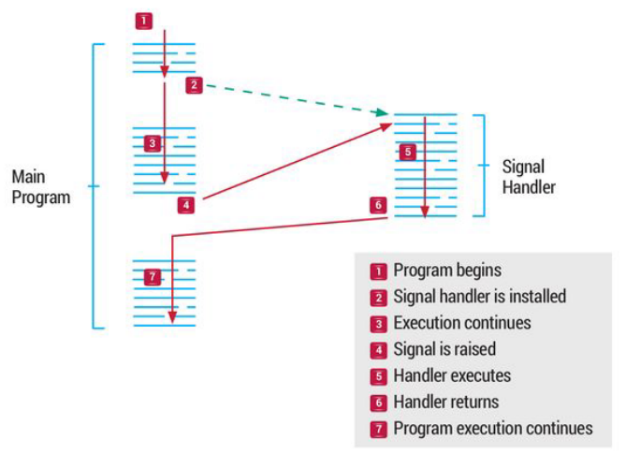 1
2
3
4
5
6
7
Main
Program
Signal
Handler
1 Program begins
2 Signal handler is installed
3 Execution continues
4 Signal is raised
5 Handler executes
6 Handler returns
7 Program execution continues